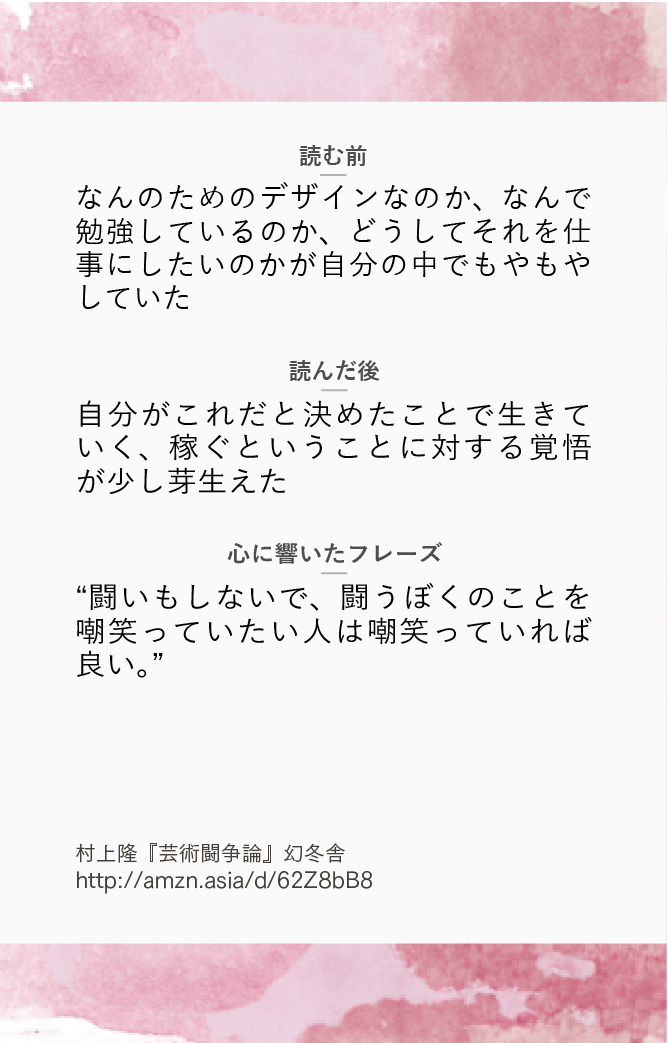 読む前
なんのためのデザインなのか、なんで
勉強しているのか、どうしてそれを仕
事にしたいのかが自分の中でもやもや
していた
読んだ後
自分がこれだと決めたことで生きて
いく、稼ぐということに対する覚悟
が少し芽生えた
心に響いたフレーズ
“闘いもしないで、闘うぼくのことを
嘲笑っていたい人は嘲笑っていれば
良い。”
村上隆『芸術闘争論』幻冬舎
http://amzn.asia/d/62Z8bB8